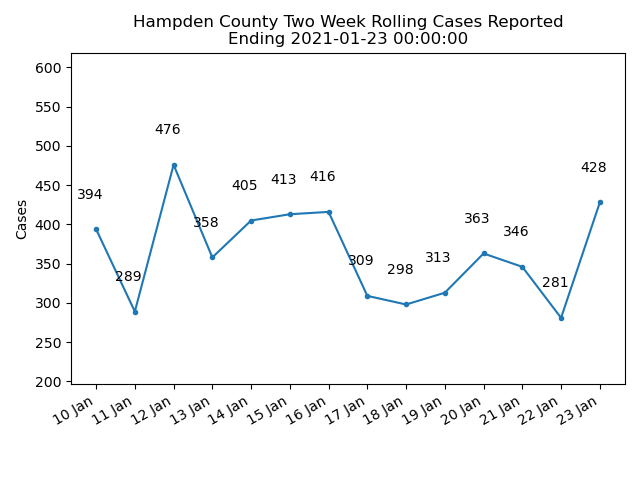 Hampden County Two Week Rolling Cases Reported
Ending 2021-01-23 00:00:00
Cases
600
550
500
450
400
350
300
250
200
394
289
476
358
405
413
416
309
298
313
363
346
281
428
10 Jan
11 Jan
12 Jan
13 Jan
14 Jan
15 Jan
16 Jan
17 Jan
18 Jan
19 Jan
20 Jan
21 Jan
22 Jan
23 Jan